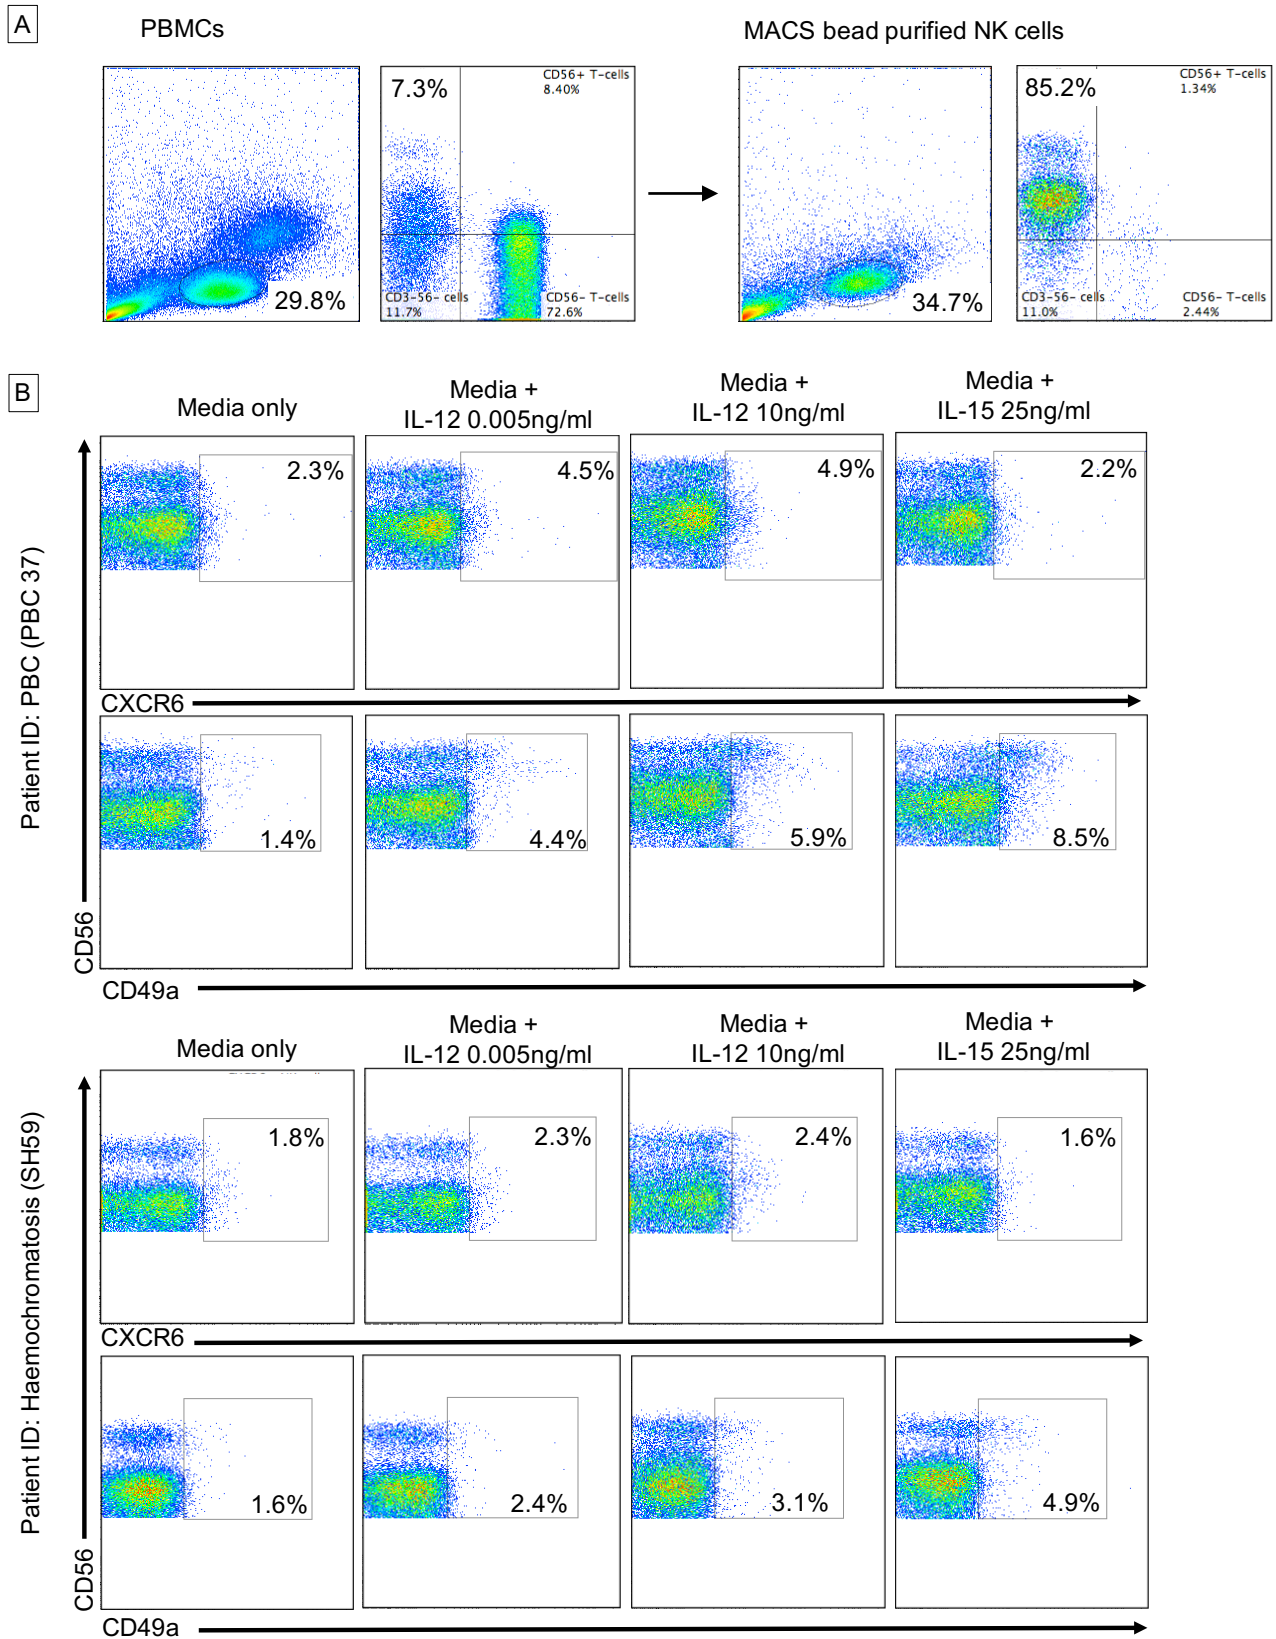 A
PBMCs
MACS bead purified NK cells
29.8%
7.3%
CD56+ T-cells
8.40%
CD3-56- cells
11.7%
CD56- T-cells
72.6%
34.7%
85.2%
CD56+ T-cells
1.34%
CD3-56- cells
11.0%
CD56- T-cells
2.44%
B
Media only
Media +
IL-12 0.005ng/ml
Media +
IL-12 10ng/ml
Media +
IL-15 25ng/ml
Patient ID: PBC (PBC 37)
2.3%
4.5%
4.9%
2.2%
CXCR6
1.4%
4.4%
5.9%
8.5%
CD56
CD49a
Media only
Media +
IL-12 0.005ng/ml
Media +
IL-12 10ng/ml
Media +
IL-15 25ng/ml
Patient ID: Haemochromatosis (SH59)
1.8%
2.3%
2.4%
1.6%
CXCR6
1.6%
2.4%
3.1%
4.9%
CD56
CD49a